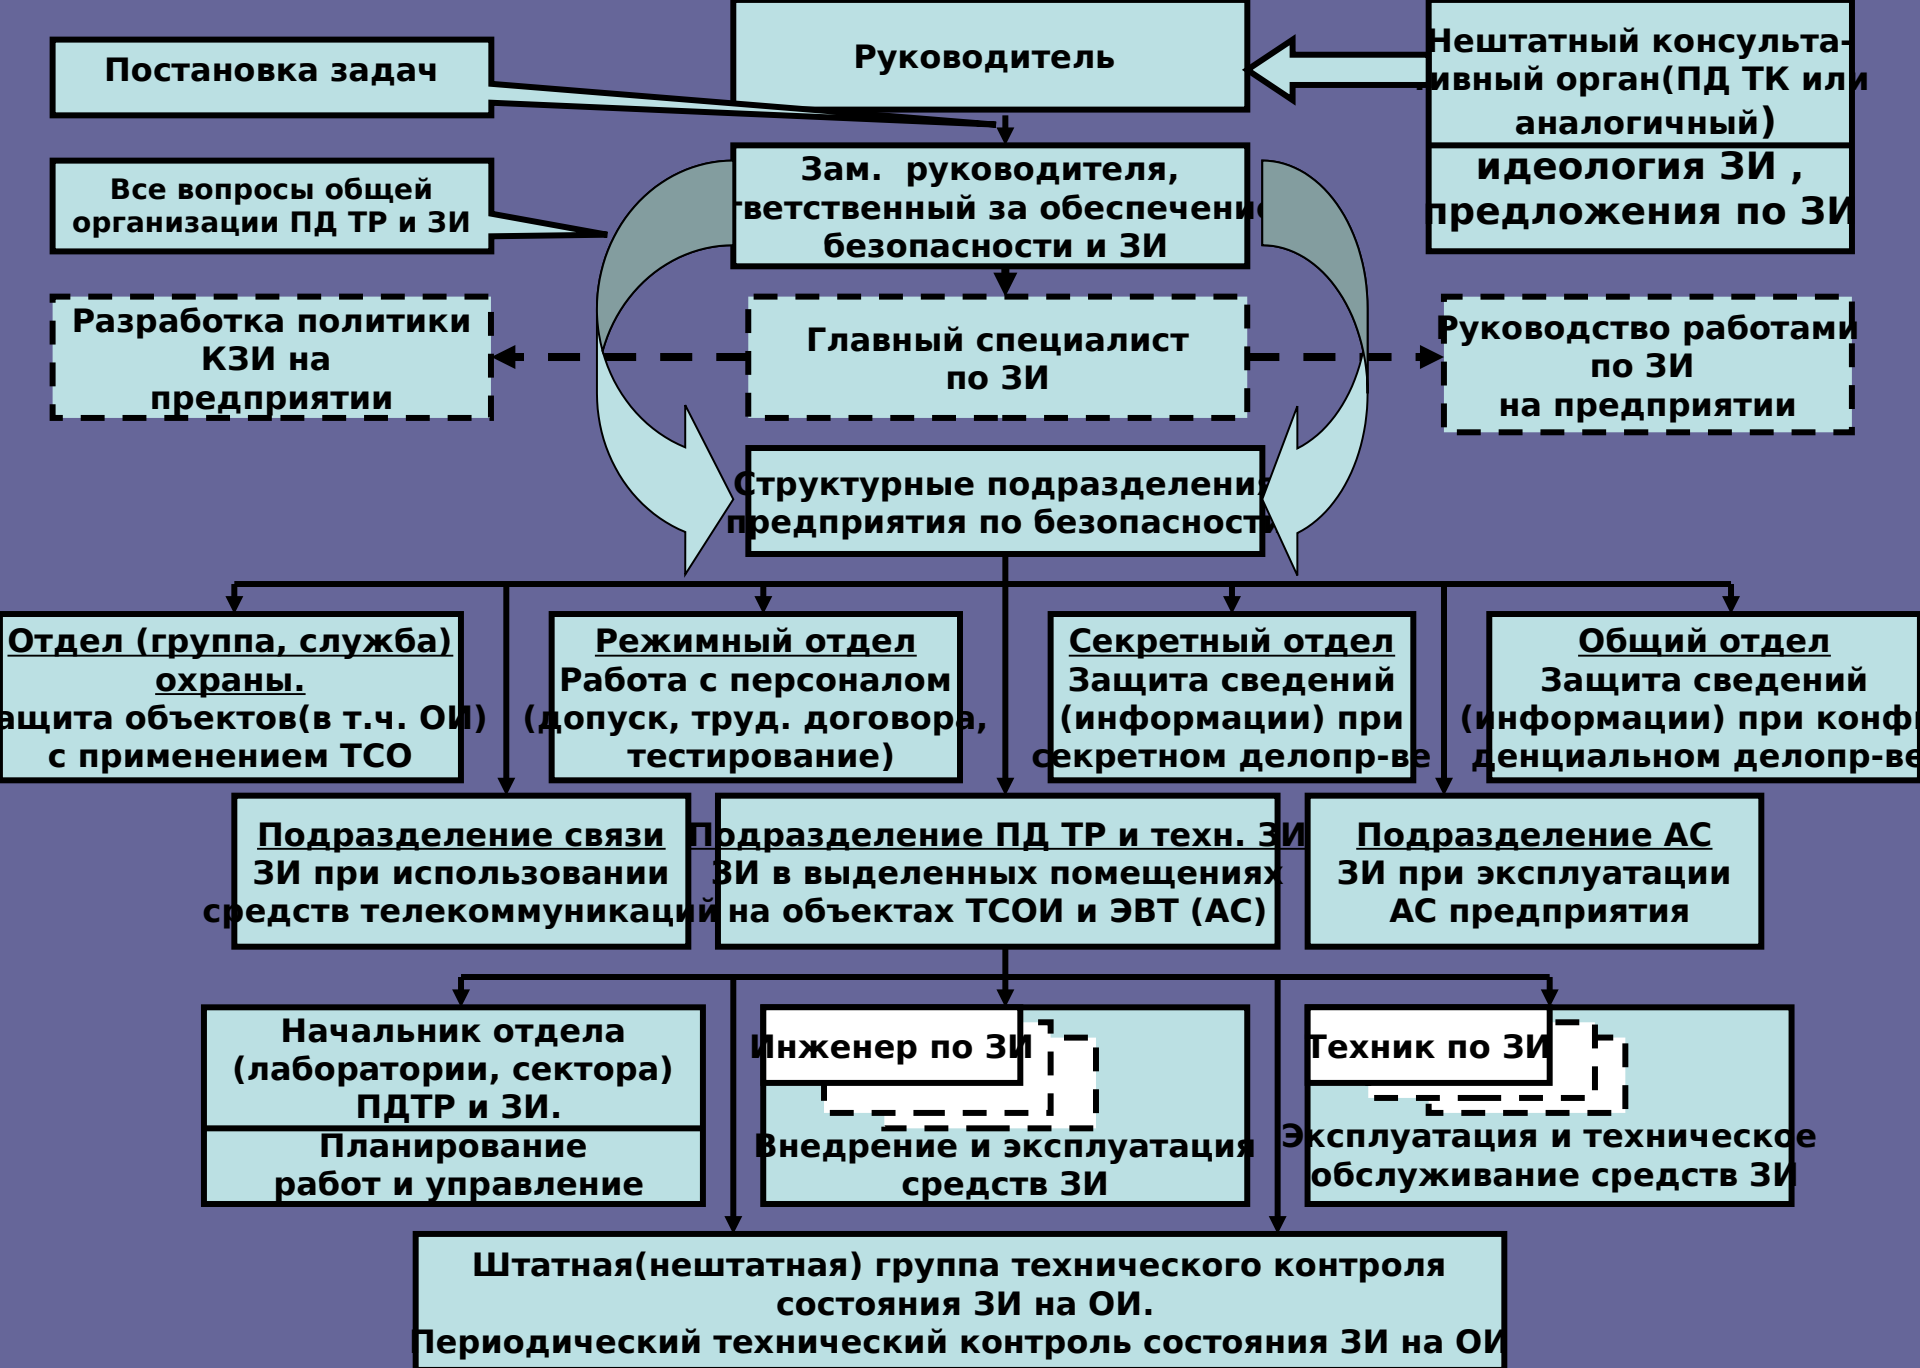 Постановка задач
Руководитель
Нештатный консульта-
ивный орган(ПД ТК или
аналогичный)
идеология ЗИ ,
предложения по ЗИ
Все вопросы общей
организации ПД ТР и ЗИ
Зам.  руководителя,
тветственный за обеспечение
безопасности и ЗИ
Разработка политики
КЗИ на
предприятии
Главный специалист
по ЗИ
Руководство работами
по ЗИ
на предприятии
Структурные подразделения
предприятия по безопасности
Отдел (группа, служба)
охраны.
ащита объектов(в т.ч. ОИ)
с применением ТСО
Режимный отдел
Работа с персоналом
(допуск, труд. договора,
тестирование)
Секретный отдел
Защита сведений
(информации) при
секретном делопр-ве
Общий отдел
Защита сведений
(информации) при конфи
денциальном делопр-ве
Подразделение связи
ЗИ при использовании
средств телекоммуникаций
Подразделение ПД ТР и техн. ЗИ
ЗИ в выделенных помещениях
на объектах ТСОИ и ЭВТ (АС)
Подразделение АС
ЗИ при эксплуатации
АС предприятия
Начальник отдела
(лаборатории, сектора)
ПДТР и ЗИ.
Планирование
работ и управление
Инженер по ЗИ
Внедрение и эксплуатация
средств ЗИ
Техник по ЗИ
Эксплуатация и техническое
обслуживание средств ЗИ
Штатная(нештатная) группа технического контроля
состояния ЗИ на ОИ.
Периодический технический контроль состояния ЗИ на ОИ